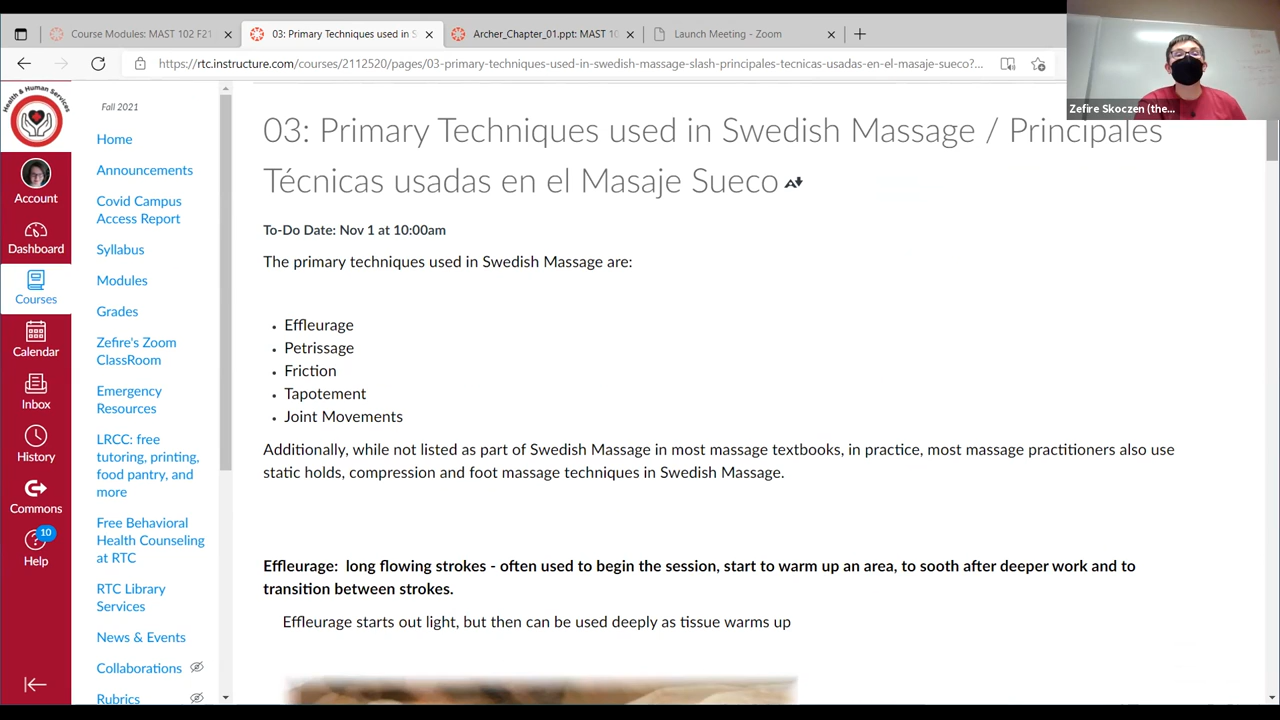 Course Modules: MAST 102 F21
03: Primary Techniques used in S
Archer_Chapter_01.ppt: MAST 10
Launch Meeting - Zoom
https://rtc.instructure.com/courses/2112520/pages/03-primary-techniques-used-in-swedish-massage-slash-principales-tecnicas-usadas-en-el-masaje-sueco?...
Zefire Skoczen (the...
Health & Human Services
Account
Dashboard
Courses
Calendar
Inbox
History
Commons
10
Help
Fall 2021
Home
Announcements
Covid Campus
Access Report
Syllabus
Modules
Grades
Zefire's Zoom
ClassRoom
Emergency
Resources
LRCC: free
tutoring, printing,
food pantry, and
more
Free Behavioral
Health Counseling
at RTC
RTC Library
Services
News & Events
Collaborations
Rubrics
03: Primary Techniques used in Swedish Massage / Principales
Técnicas usadas en el Masaje Sueco
To-Do Date: Nov 1 at 10:00am
The primary techniques used in Swedish Massage are:
• Effleurage
• Petrissage
• Friction
• Tapotement
• Joint Movements
Additionally, while not listed as part of Swedish Massage in most massage textbooks, in practice, most massage practitioners also use
static holds, compression and foot massage techniques in Swedish Massage.
Effleurage: long flowing strokes - often used to begin the session, start to warm up an area, to sooth after deeper work and to
transition between strokes.
Effleurage starts out light, but then can be used deeply as tissue warms up